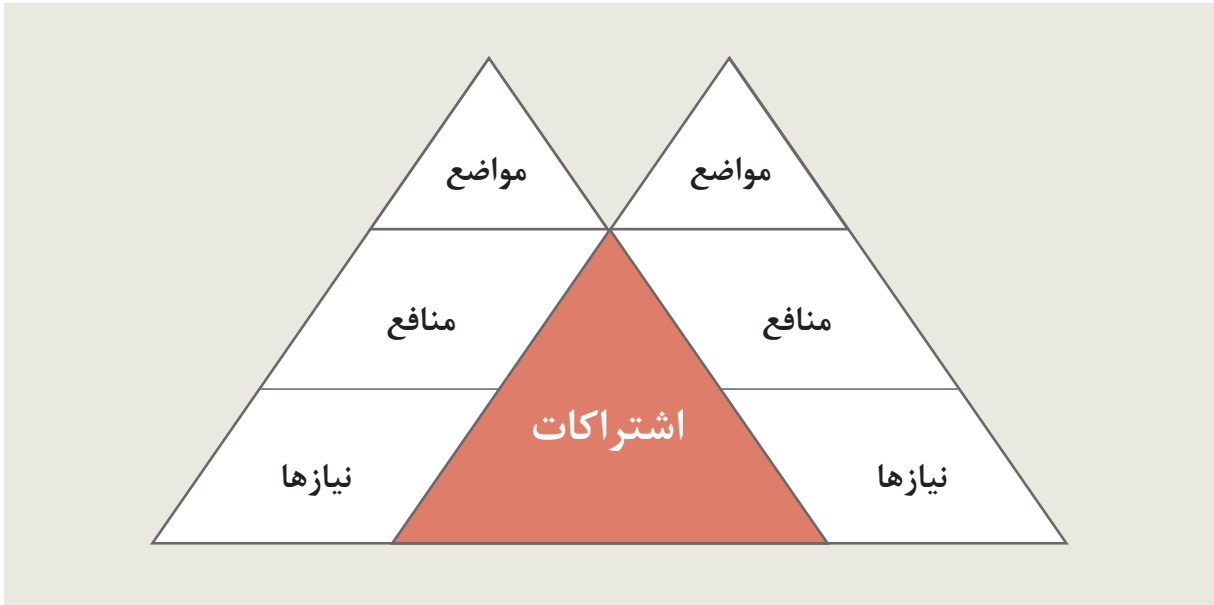 مواضع
مواضع
منافع
منافع
اشتراکات
نیازها
نیازها